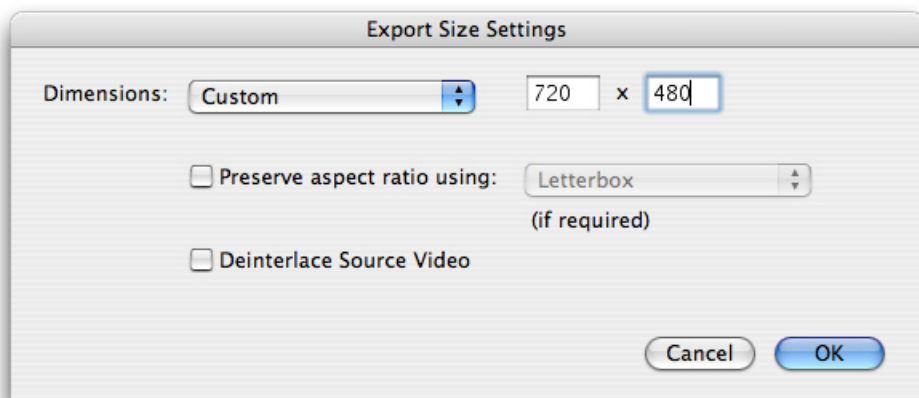 Export Size Settings
Dimensions: Custom 720 x 480
Preserve aspect ratio using: Letterbox
(if required)
Deinterlace Source Video
Cancel OK